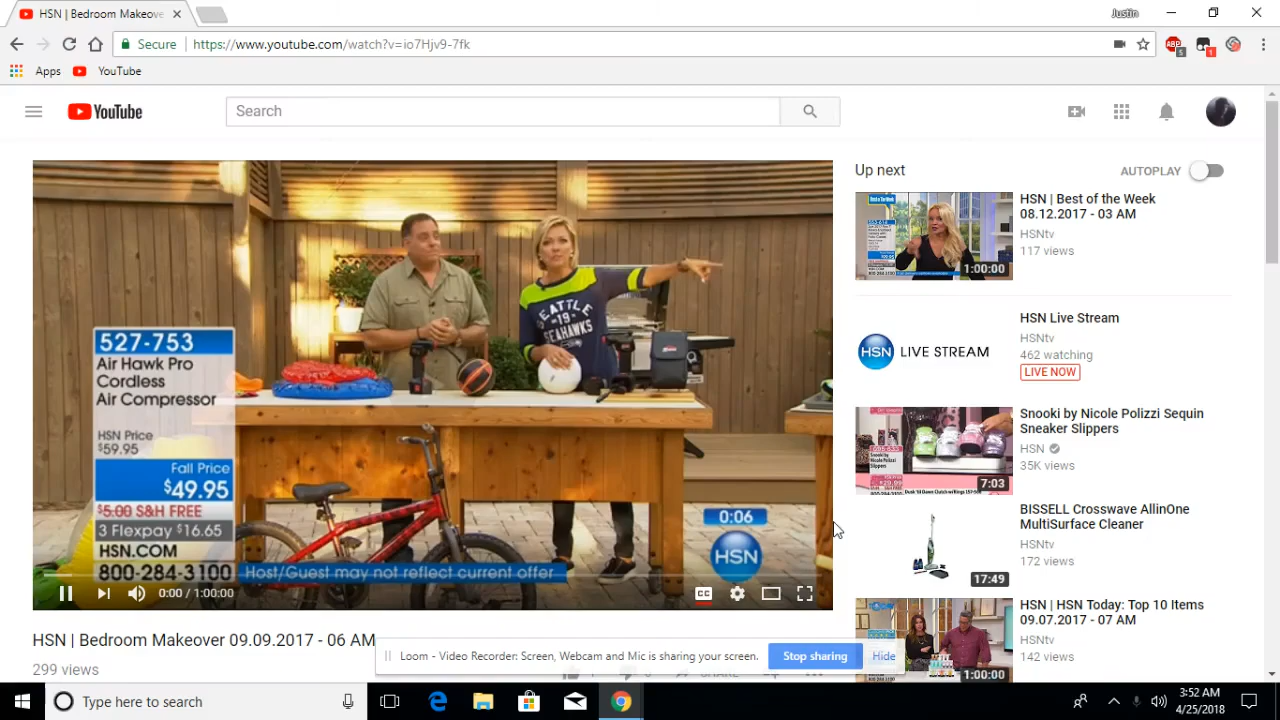 HSN | Bedroom Makeove
Justin
Secure
https://www.youtube.com/watch?v=io7Hjv9-7fk
ABP
5
1
Apps
YouTube
YouTube
Search
Up next
AUTOPLAY
HSN | Best of the Week
08.12.2017 - 03 AM
HSNtv
117 views
1:00:00
HSN Live Stream
HSNtv
462 watching
LIVE NOW
HSN LIVE STREAM
Snooki by Nicole Polizzi Sequin
Sneaker Slippers
HSN
35K views
7:03
BISSELL Crosswave AllinOne
MultiSurface Cleaner
HSNtv
172 views
17:49
HSN | HSN Today: Top 10 Items
09.07.2017 - 07 AM
HSNtv
142 views
1:00:00
SEATTLE
19
SEAHAWKS
527-753
Air Hawk Pro
Cordless
Air Compressor
HSN Price
$59.95
Fall Price
$49.95
$5.00 S&H FREE
3 Flexpay $16.65
HSN.COM
800-284-3100
Host/Guest may not reflect current offer
0:06
HSN
0:00 / 1:00:00
CC
HSN | Bedroom Makeover 09.09.2017 - 06 AM
299 views
Loom - Video Recorder: Screen, Webcam and Mic is sharing your screen.
Stop sharing
Hide
Type here to search
3:52 AM
4/25/2018